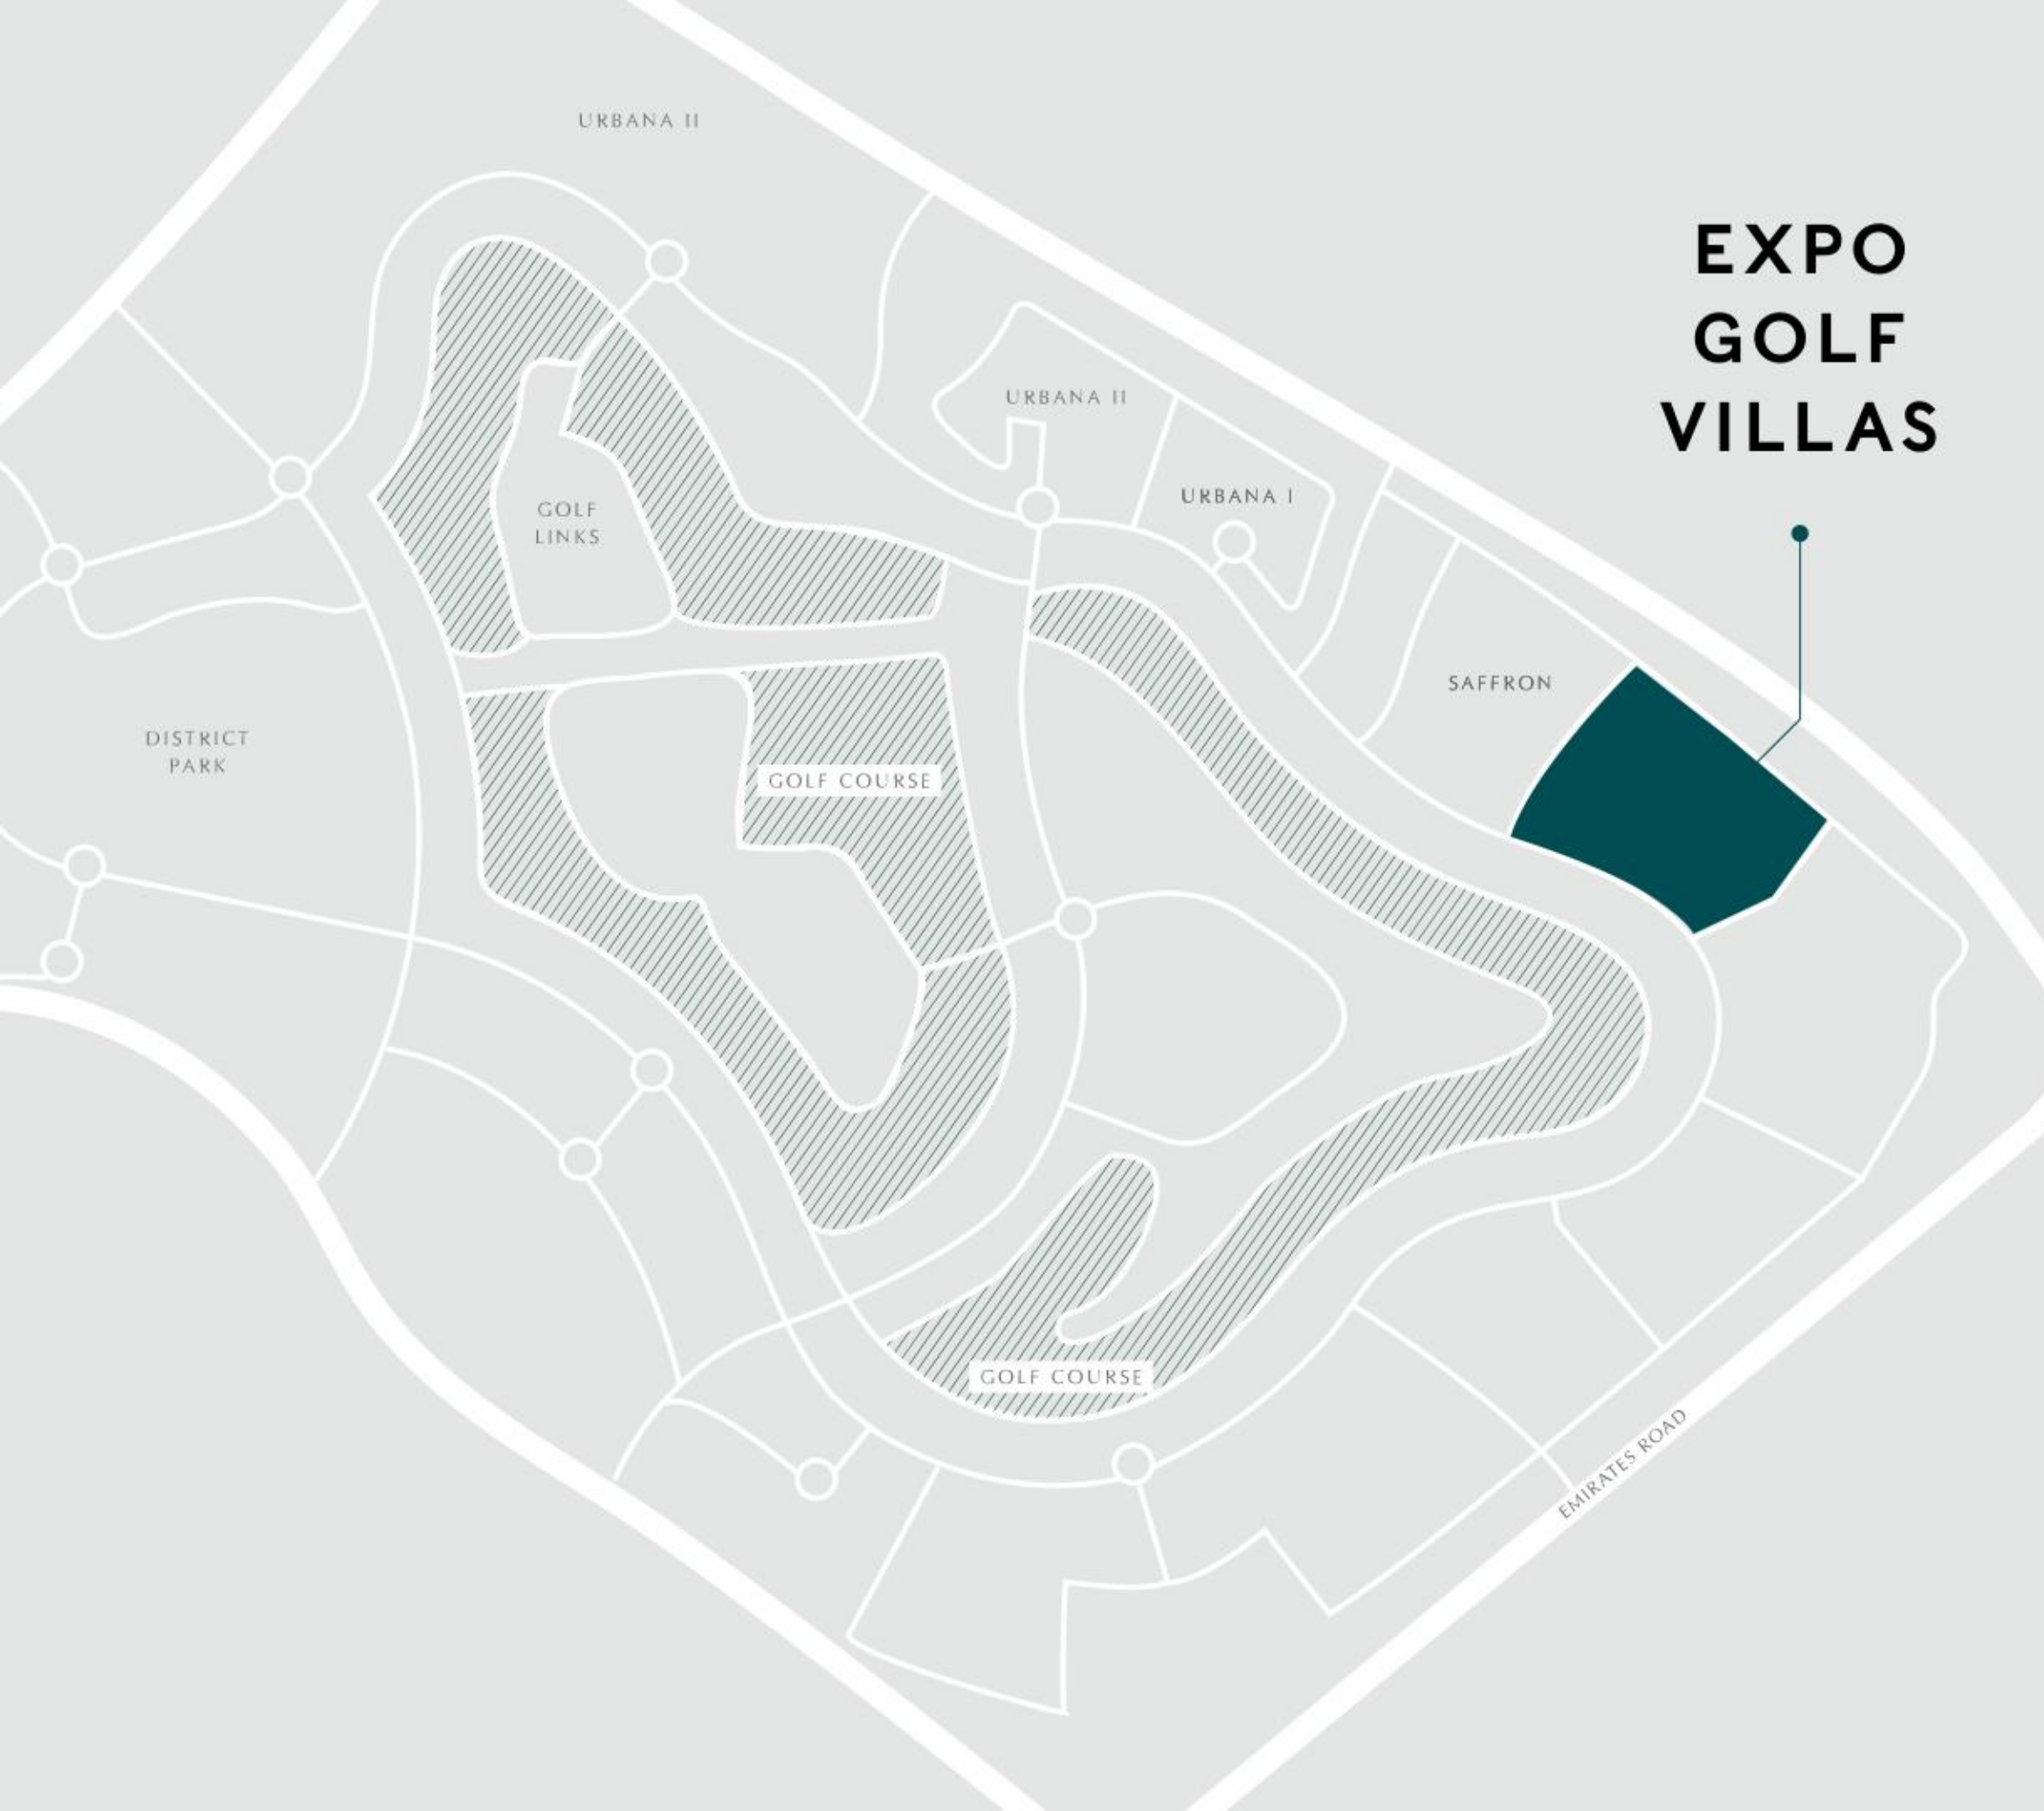 URBANA II
EXPO
GOLF
VILLAS
URBANA II
URBANA I
GOLF
LINKS
SAFFRON
DISTRICT
PARK
GOLF COURSE
GOLF COURSE
EMIRATES ROAD